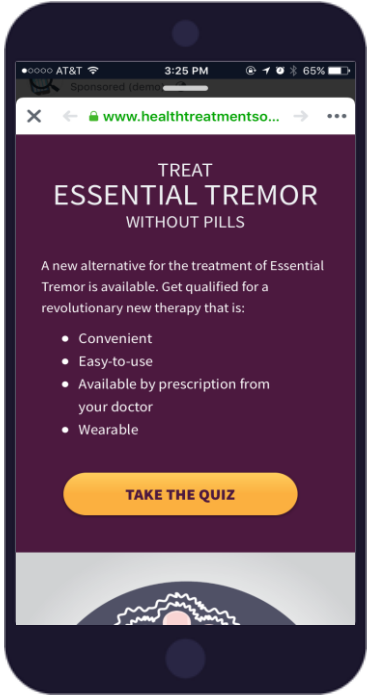 AT&T 3:25 PM 65%
Sponsored (demo
www.healthtreatmentso...
TREAT
ESSENTIAL TREMOR
WITHOUT PILLS
A new alternative for the treatment of Essential
Tremor is available. Get qualified for a
revolutionary new therapy that is:
• Convenient
• Easy-to-use
• Available by prescription from
your doctor
• Wearable
TAKE THE QUIZ